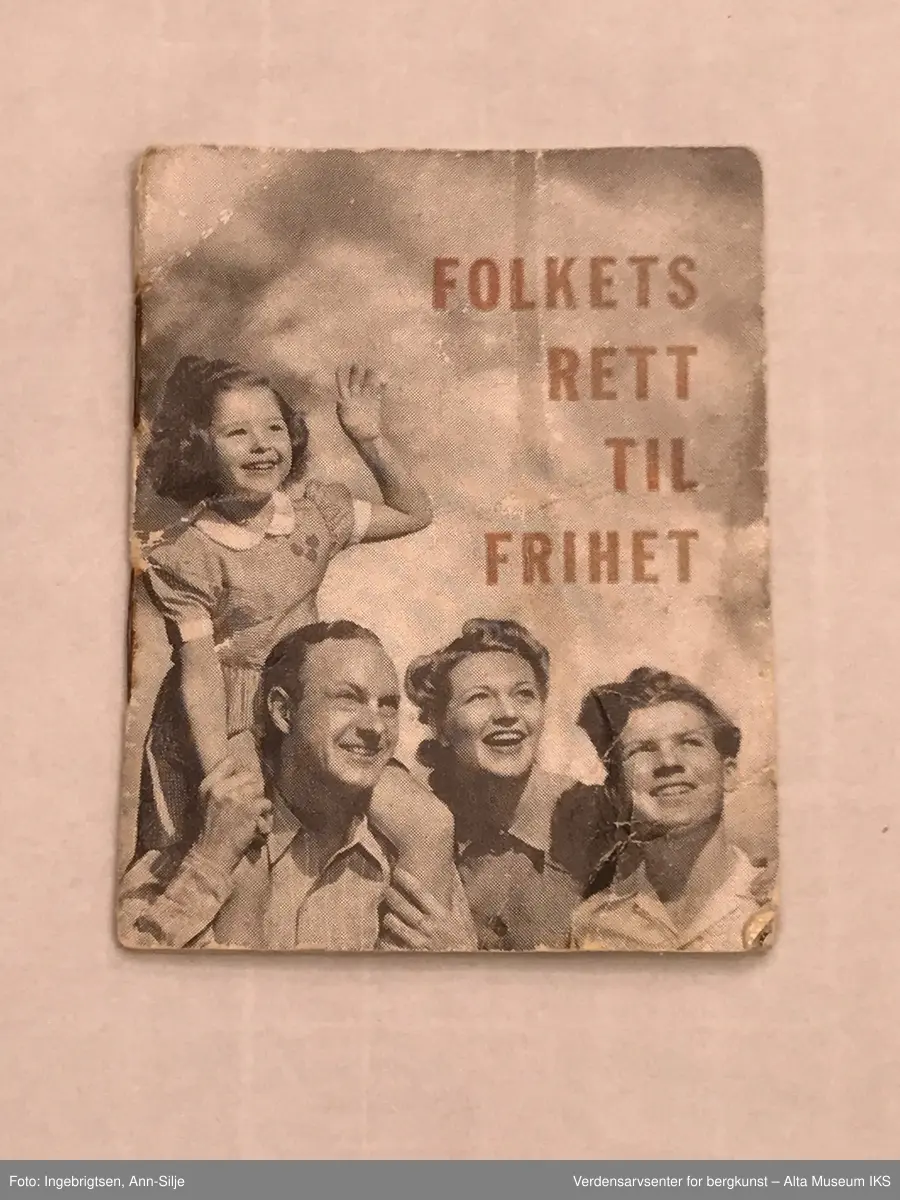 FOLKETS
RETT
TIL
FRIHET
Foto: Ingebrigtsen, Ann-Silje
Verdensarvsenter for bergkunst – Alta Museum IKS